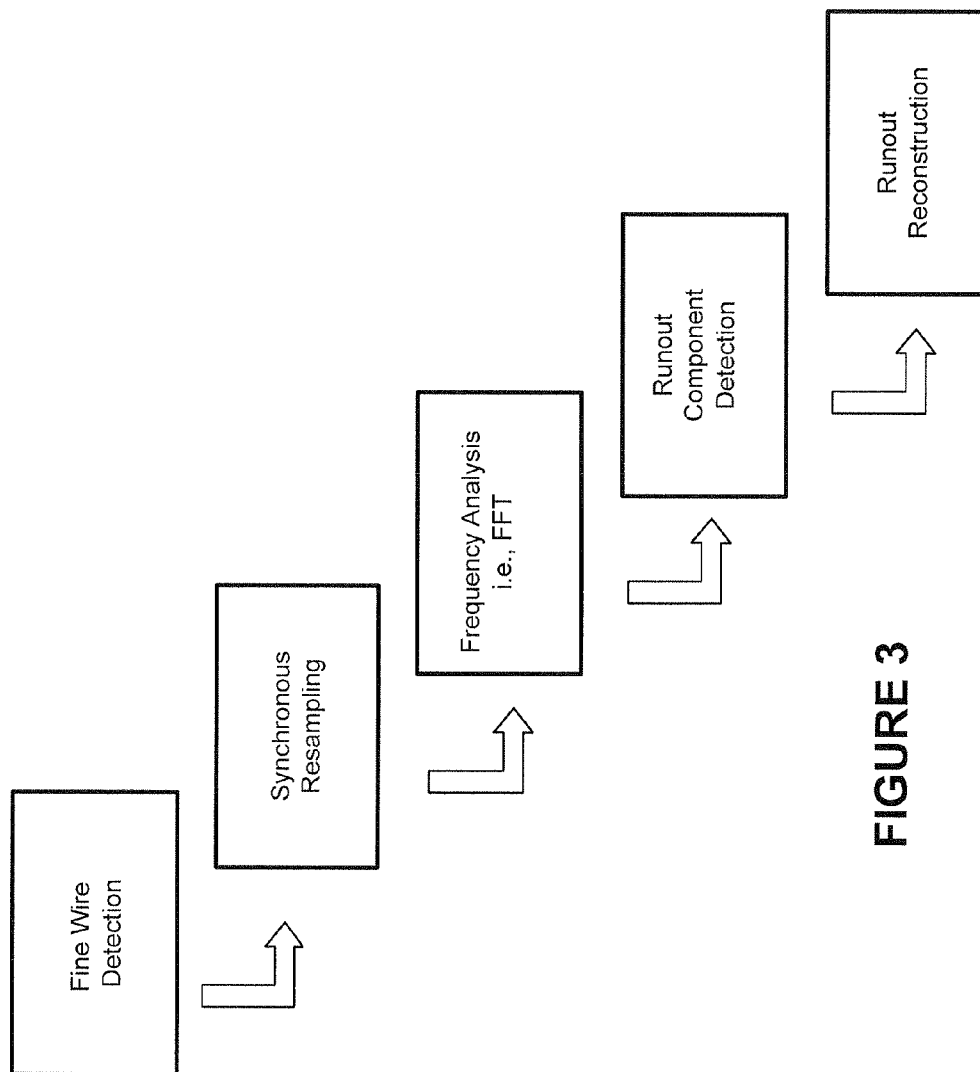 Fine Wire
Detection
Synchronous
Resampling
Frequency Analysis
i.e., FFT
Runout
Component
Detection
Runout
Reconstruction
FIGURE 3